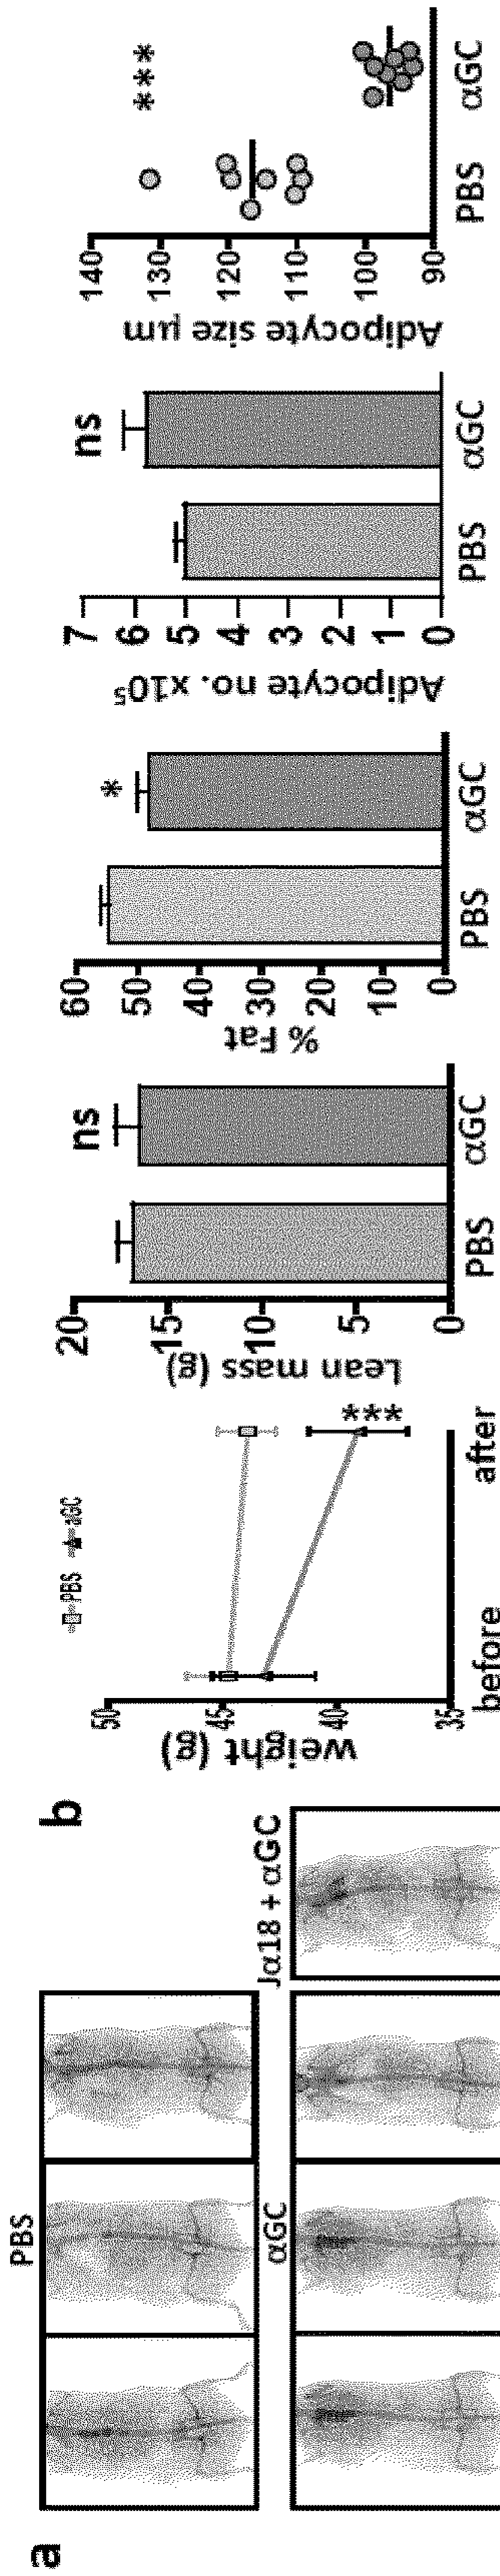 a
PBS
αGC
Jα18 + αGC
b
PBS
aGC
Weight (g)
50
45
40
35
before
after
***
Lean mass (g)
20
15
10
5
0
ns
PBS
αGC
% Fat
60
50
40
30
20
10
0
*
PBS
αGC
Adipocyte no. x10⁵
7
6
5
4
3
2
1
0
ns
PBS
αGC
Adipocyte size μm
140
130
120
110
100
90
***
PBS
αGC